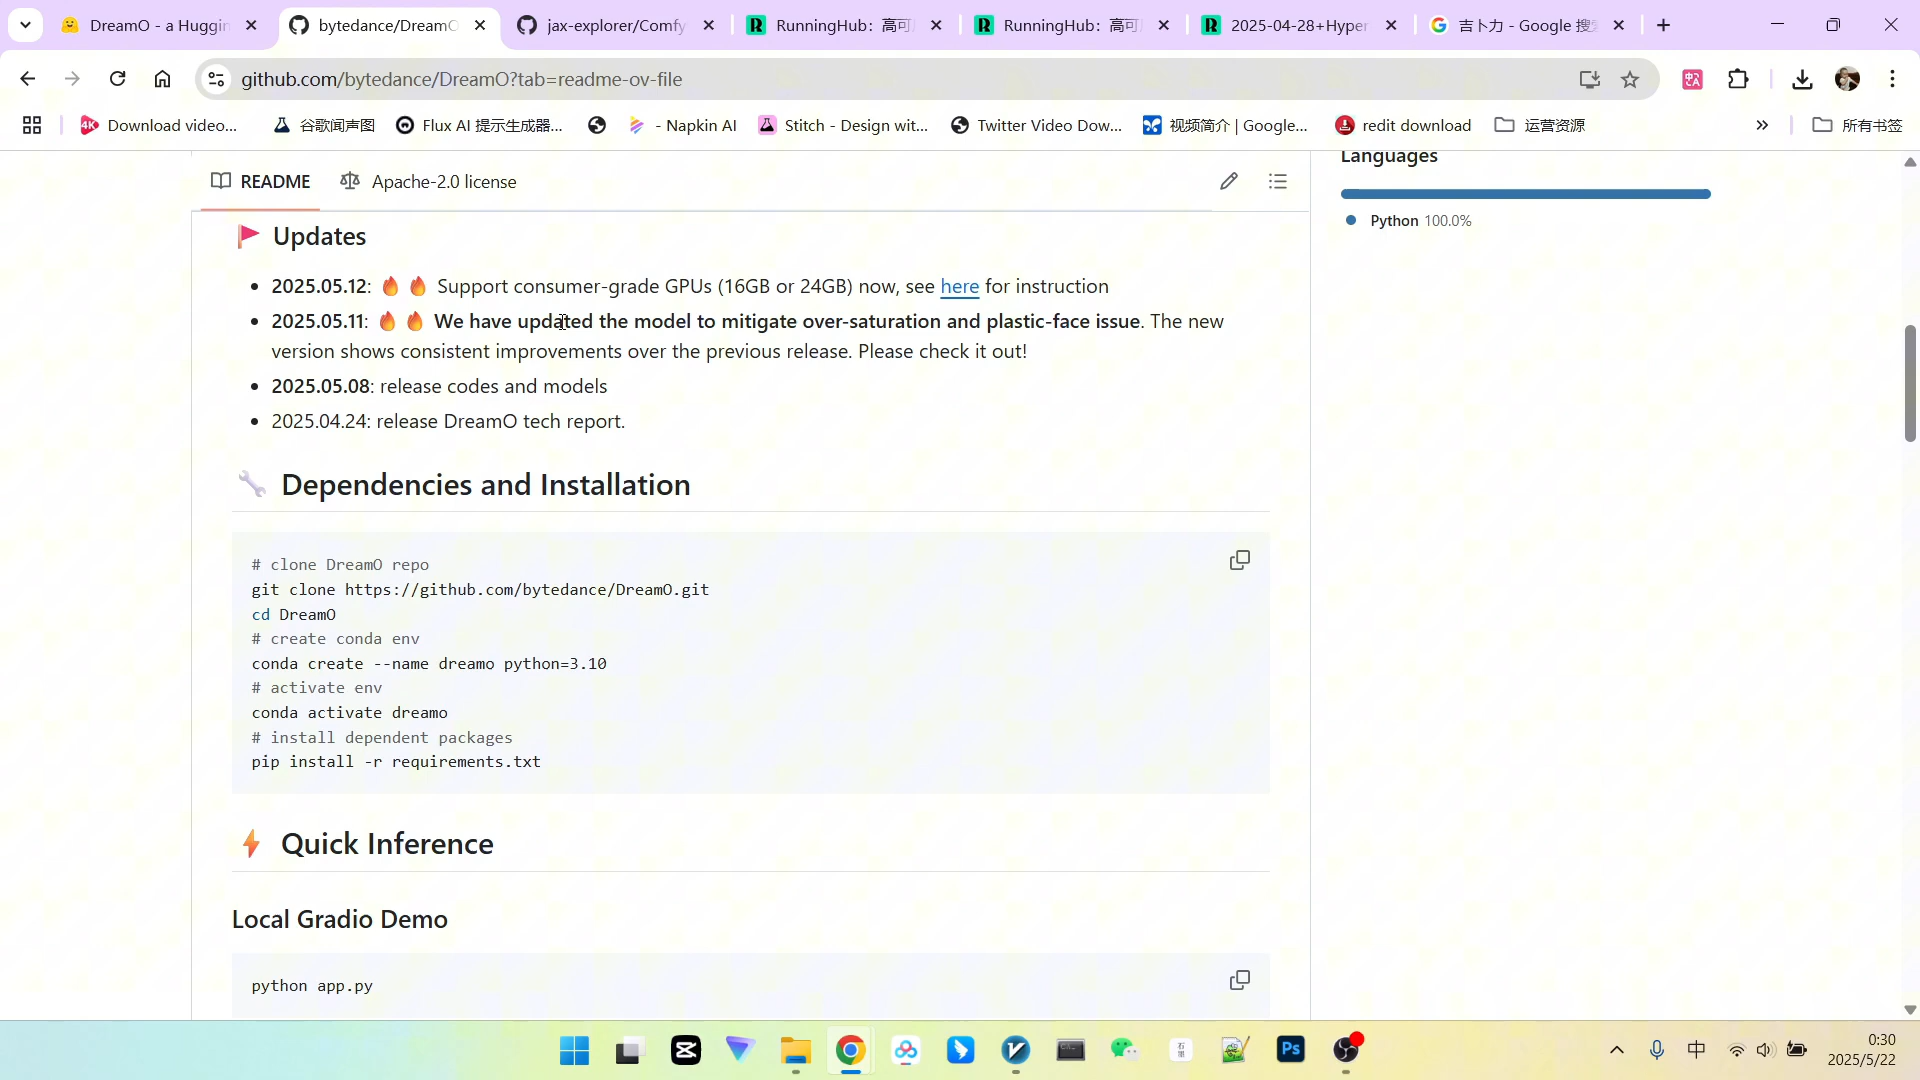 DreamO - a Huggin
bytedance/DreamO
jax-explorer/Comfy
RunningHub: 高可
RunningHub: 高可
2025-04-28+Hyper
吉卜力 - Google 搜
github.com/bytedance/DreamO?tab=readme-ov-file
Download video...
谷歌闻声图
Flux AI 提示生成器...
- Napkin AI
Stitch - Design wit...
Twitter Video Dow...
视频简介 | Google...
redit download
运营资源
所有书签
README
Apache-2.0 license
Languages
Python 100.0%
Updates
2025.05.12: 🔥 🔥 Support consumer-grade GPUs (16GB or 24GB) now, see here for instruction
2025.05.11: 🔥 🔥 We have updated the model to mitigate over-saturation and plastic-face issue. The new
version shows consistent improvements over the previous release. Please check it out!
2025.05.08: release codes and models
2025.04.24: release DreamO tech report.
Dependencies and Installation
# clone DreamO repo
git clone https://github.com/bytedance/DreamO.git
cd DreamO
# create conda env
conda create --name dreamo python=3.10
# activate env
conda activate dreamo
# install dependent packages
pip install -r requirements.txt
Quick Inference
Local Gradio Demo
python app.py
Ps
中
0:30
2025/5/22